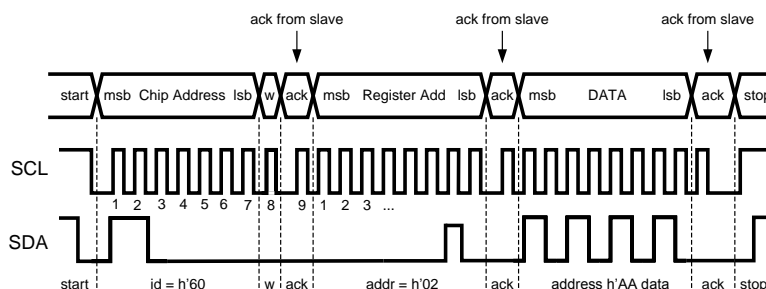 ack from slave ack from slave ack from slave
start msb Chip Address lsb w ack msb Register Add lsb ack msb DATA lsb ack stop
SCL
1 2 3 4 5 6 7 8 9 1 2 3 ...
SDA
start id = h'60 w ack addr = h'02 ack address h'AA data ack stop